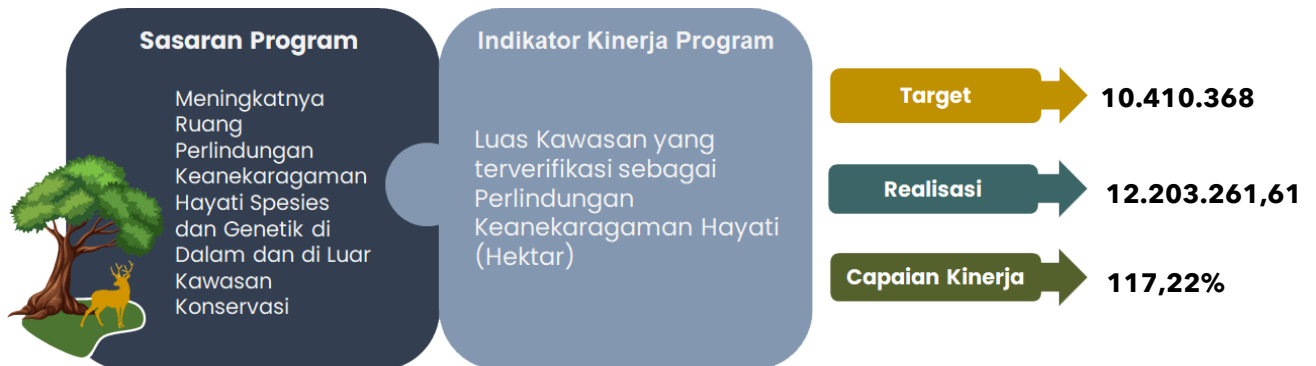 Sasaran Program
Meningkatnya
Ruang
Perlindungan
Keanekaragaman
Hayati Spesies
dan Genetik di
Dalam dan di Luar
Kawasan
Konservasi
Indikator Kinerja Program
Luas Kawasan yang
terverifikasi sebagai
Perlindungan
Keanekaragaman Hayati
(Hektar)
Target
10.410.368
Realisasi
12.203.261,61
Capaian Kinerja
117,22%